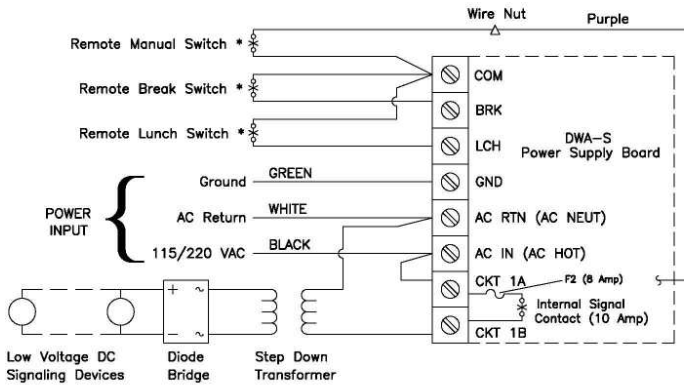 Wire Nut
Purple
Remote Manual Switch *
COM
Remote Break Switch *
BRK
Remote Lunch Switch *
LCH
DWA-S
Power Supply Board
Ground
GREEN
GND
POWER
INPUT
AC Return
WHITE
AC RTN (AC NEUT)
115/220 VAC
BLACK
AC IN (AC HOT)
CKT 1A
F2 (8 Amp)
Internal Signal
Contact (10 Amp)
CKT 1B
+ ~
- ~
Low Voltage DC
Signaling Devices
Diode
Bridge
Step Down
Transformer